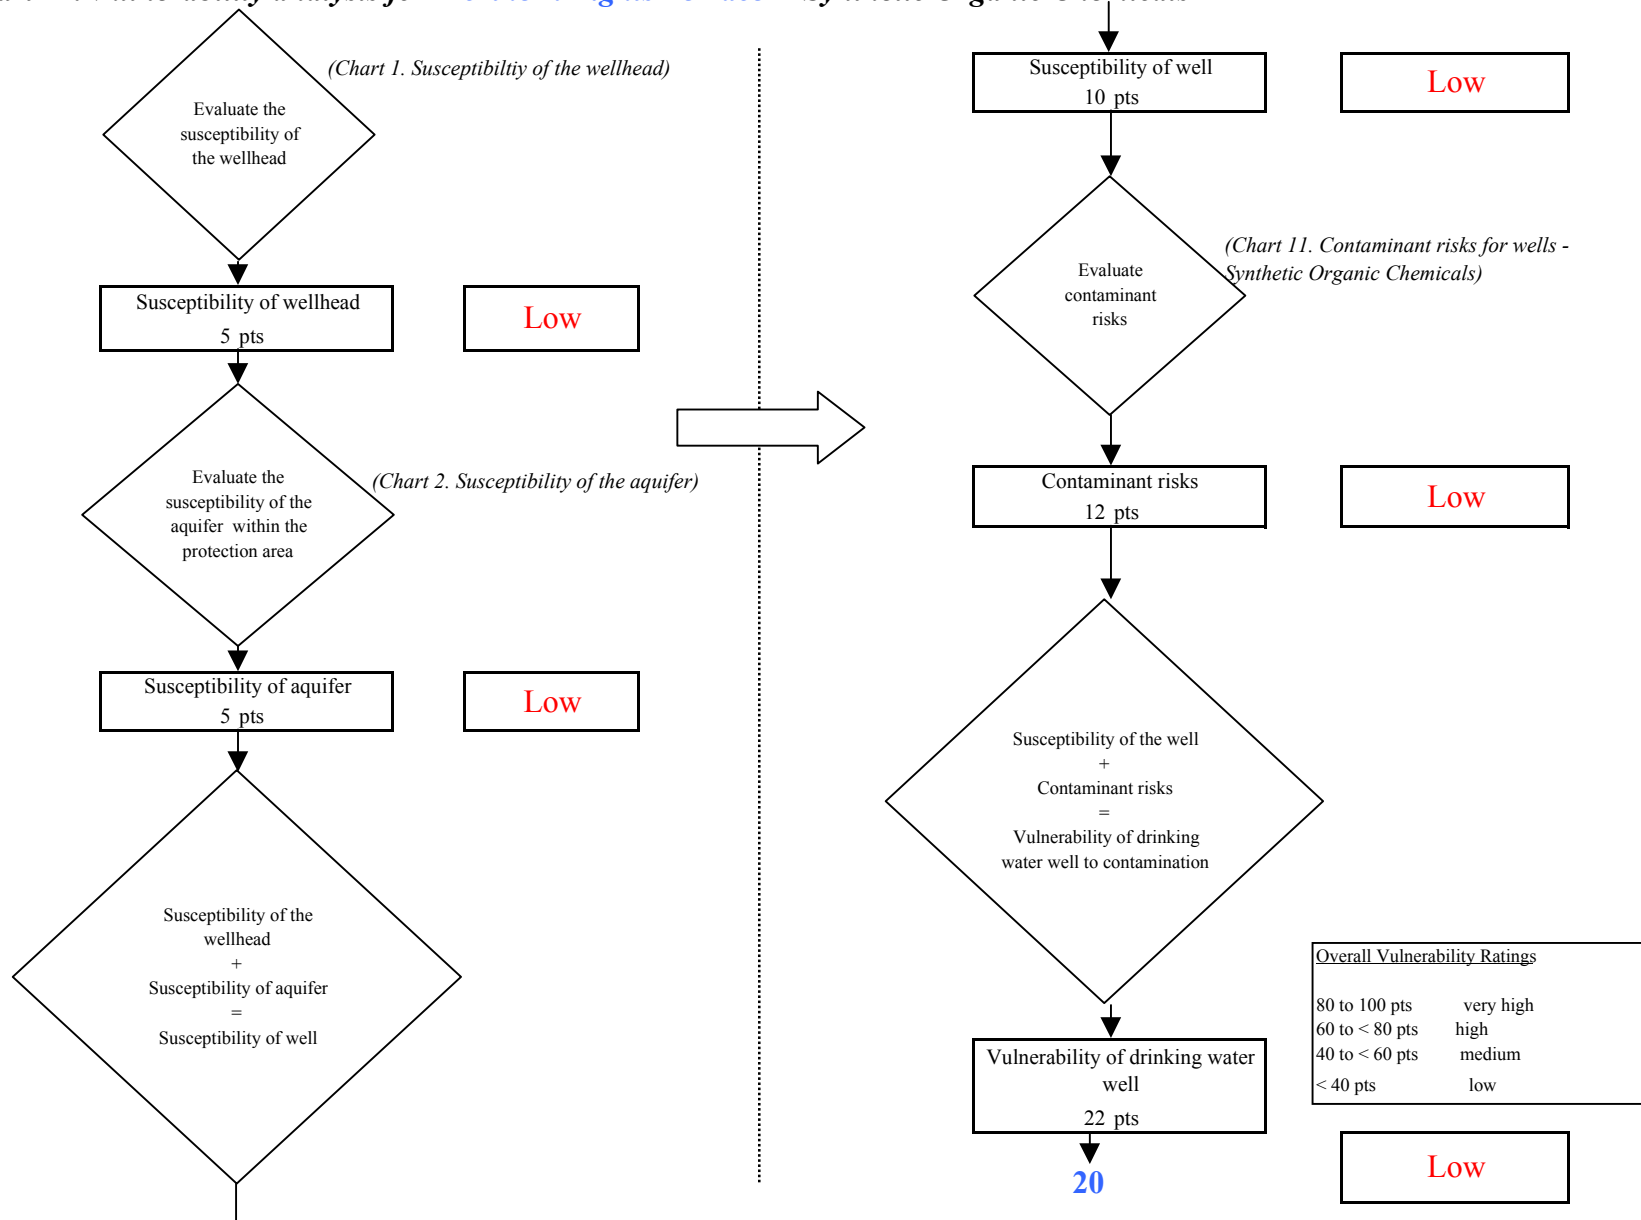 (Chart 1. Susceptibiltiy of the wellhead)
Evaluate the
susceptibility of
the wellhead
Susceptibility of wellhead
5 pts
Low
Evaluate the
susceptibility of the
aquifer within the
protection area
(Chart 2. Susceptibility of the aquifer)
Susceptibility of aquifer
5 pts
Low
Susceptibility of the
wellhead
+
Susceptibility of aquifer
=
Susceptibility of well
Susceptibility of well
10 pts
Low
Evaluate
contaminant
risks
(Chart 11. Contaminant risks for wells -
Synthetic Organic Chemicals)
Contaminant risks
12 pts
Low
Susceptibility of the well
+
Contaminant risks
=
Vulnerability of drinking
water well to contamination
Overall Vulnerability Ratings
80 to 100 pts very high
60 to < 80 pts high
40 to < 60 pts medium
< 40 pts low
Vulnerability of drinking water
well
22 pts
20
Low